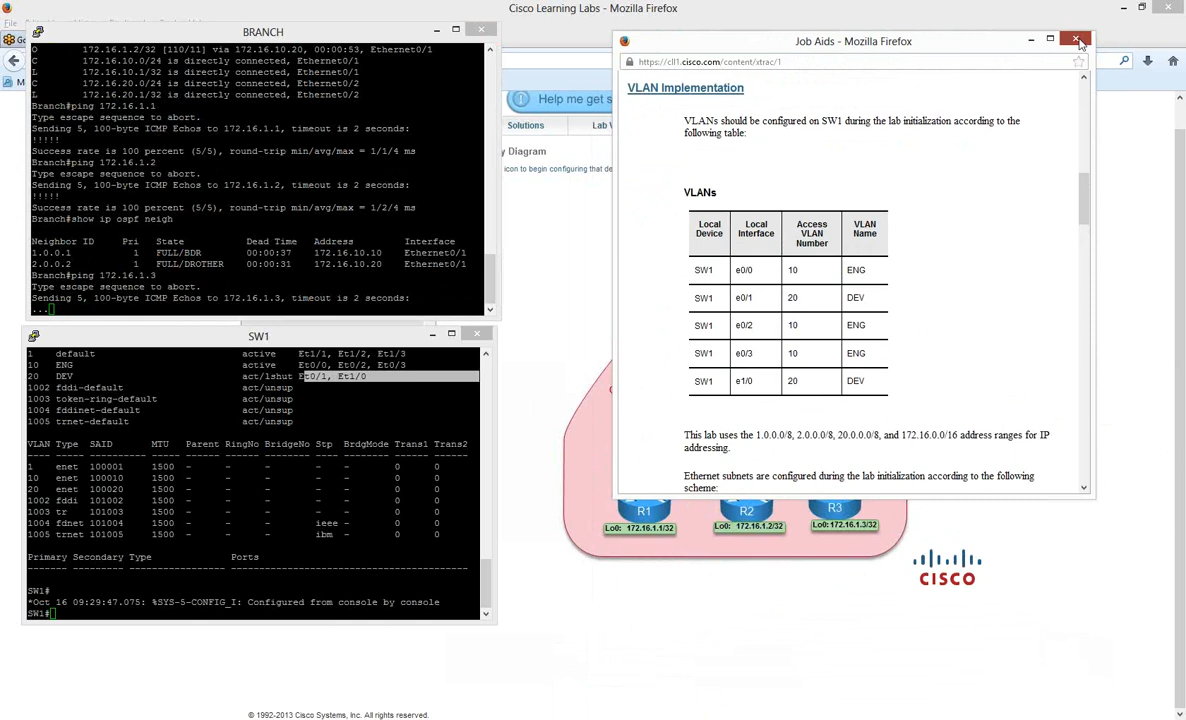 Cisco Learning Labs - Mozilla Firefox
File
Go
M
BRANCH
O 172.16.1.2/32 [110/11] via 172.16.10.20, 00:00:53, Ethernet0/1
C 172.16.10.0/24 is directly connected, Ethernet0/1
L 172.16.10.1/32 is directly connected, Ethernet0/1
C 172.16.20.0/24 is directly connected, Ethernet0/2
L 172.16.20.1/32 is directly connected, Ethernet0/2
Branch#ping 172.16.1.1
Type escape sequence to abort.
Sending 5, 100-byte ICMP Echos to 172.16.1.1, timeout is 2 seconds:
!!!!!
Success rate is 100 percent (5/5), round-trip min/avg/max = 1/1/4 ms
Branch#ping 172.16.1.2
Type escape sequence to abort.
Sending 5, 100-byte ICMP Echos to 172.16.1.2, timeout is 2 seconds:
!!!!!
Success rate is 100 percent (5/5), round-trip min/avg/max = 1/2/4 ms
Branch#show ip ospf neigh
Neighbor ID Pri State Dead Time Address Interface
1.0.0.1 1 FULL/BDR 00:00:37 172.16.10.10 Ethernet0/1
2.0.0.2 1 FULL/DROTHER 00:00:31 172.16.10.20 Ethernet0/1
Branch#ping 172.16.1.3
Type escape sequence to abort.
Sending 5, 100-byte ICMP Echos to 172.16.1.3, timeout is 2 seconds:
...
SW1
1 default active Et1/1, Et1/2, Et1/3
10 ENG active Et0/0, Et0/2, Et0/3
20 DEV act/lshut Et0/1, Et1/0
1002 fddi-default act/unsup
1003 token-ring-default act/unsup
1004 fddinet-default act/unsup
1005 trnet-default act/unsup
VLAN Type SAID MTU Parent RingNo BridgeNo Stp BrdgMode Trans1 Trans2
1 enet 100001 1500 - - - - - 0 0
10 enet 100010 1500 - - - - - 0 0
20 enet 100020 1500 - - - - - 0 0
1002 fddi 101002 1500 - - - - - 0 0
1003 tr 101003 1500 - - - - - 0 0
1004 fdnet 101004 1500 - - - ieee - 0 0
1005 trnet 101005 1500 - - - ibm - 0 0
Primary Secondary Type Ports
SW1#
*Oct 16 09:29:47.075: %SYS-5-CONFIG_I: Configured from console by console
SW1#
Help me get s
Solutions Lab
y Diagram
icon to begin configuring that de
Job Aids - Mozilla Firefox
https://cll1.cisco.com/content/xtrac/1
VLAN Implementation
VLANs should be configured on SW1 during the lab initialization according to the
following table:
VLANs
Local Device Local Interface Access VLAN Number VLAN Name
SW1 e0/0 10 ENG
SW1 e0/1 20 DEV
SW1 e0/2 10 ENG
SW1 e0/3 10 ENG
SW1 e1/0 20 DEV
This lab uses the 1.0.0.0/8, 2.0.0.0/8, 20.0.0.0/8, and 172.16.0.0/16 address ranges for IP
addressing.
Ethernet subnets are configured during the lab initialization according to the following
scheme:
R1 R2 R3
Lo0: 172.16.1.1/32 Lo0: 172.16.1.2/32 Lo0: 172.16.1.3/32
CISCO
© 1992-2013 Cisco Systems, Inc. All rights reserved.